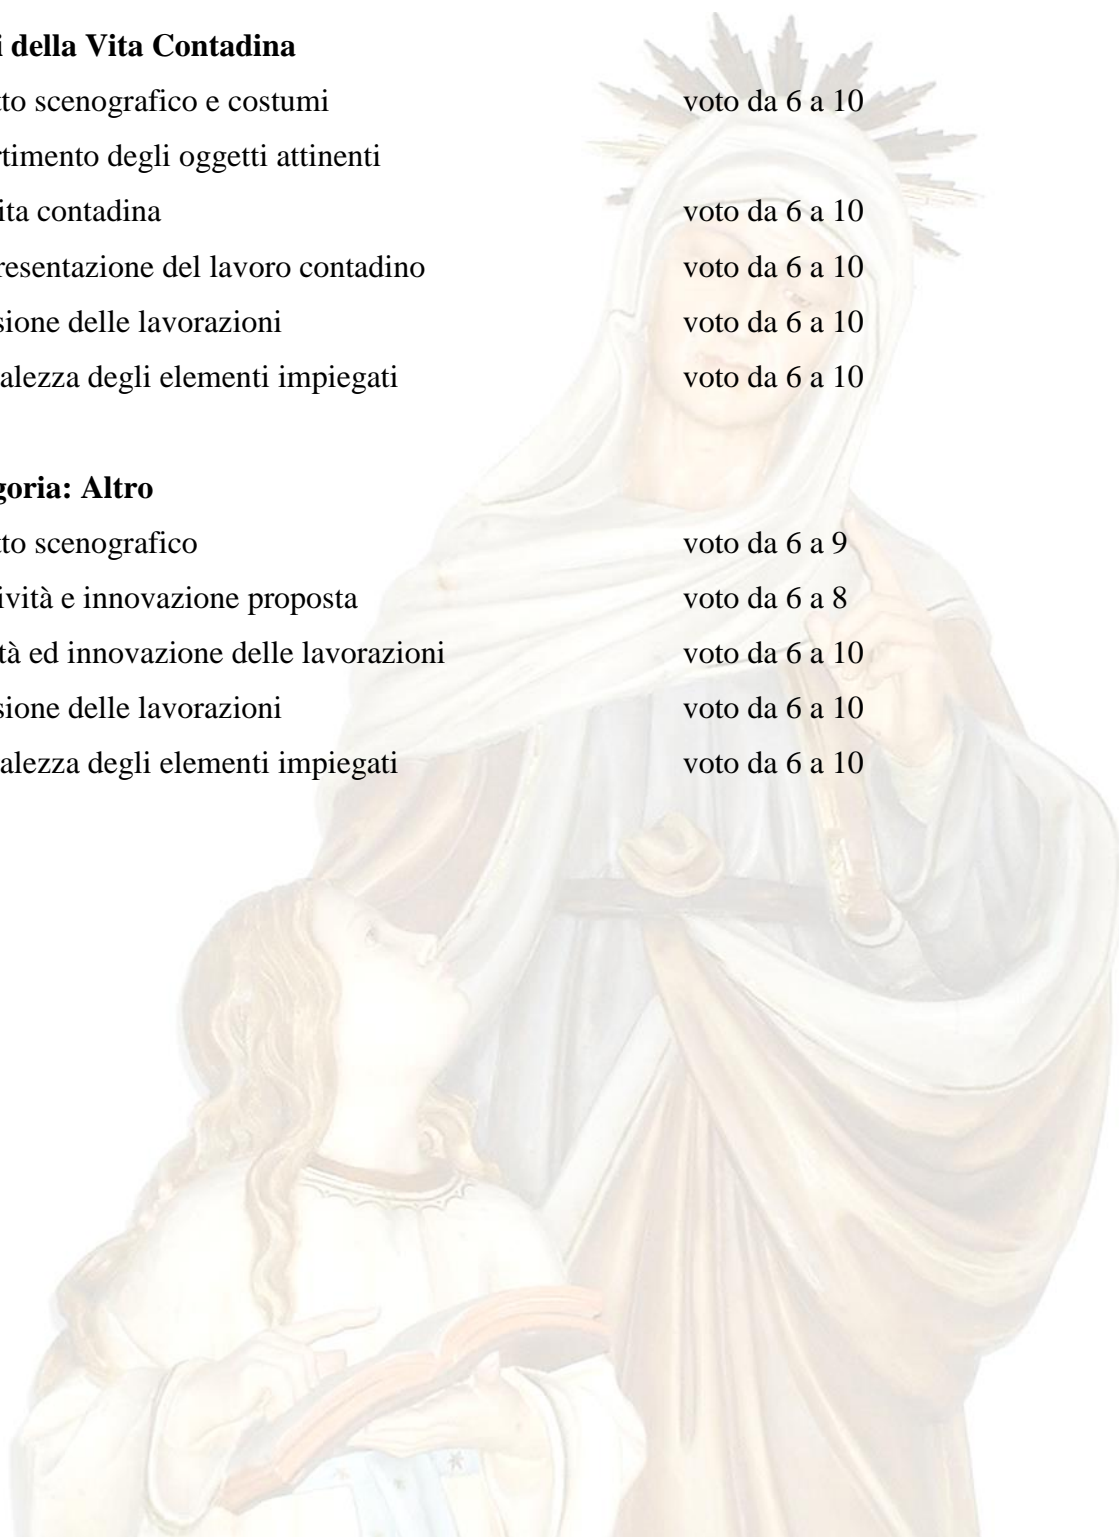 i della Vita Contadina
tto scenografico e costumi voto da 6 a 10
rtimento degli oggetti attinenti
ita contadina voto da 6 a 10
resentazione del lavoro contadino voto da 6 a 10
sione delle lavorazioni voto da 6 a 10
alezza degli elementi impiegati voto da 6 a 10
goria: Altro
tto scenografico voto da 6 a 9
ività e innovazione proposta voto da 6 a 8
tà ed innovazione delle lavorazioni voto da 6 a 10
sione delle lavorazioni voto da 6 a 10
alezza degli elementi impiegati voto da 6 a 10